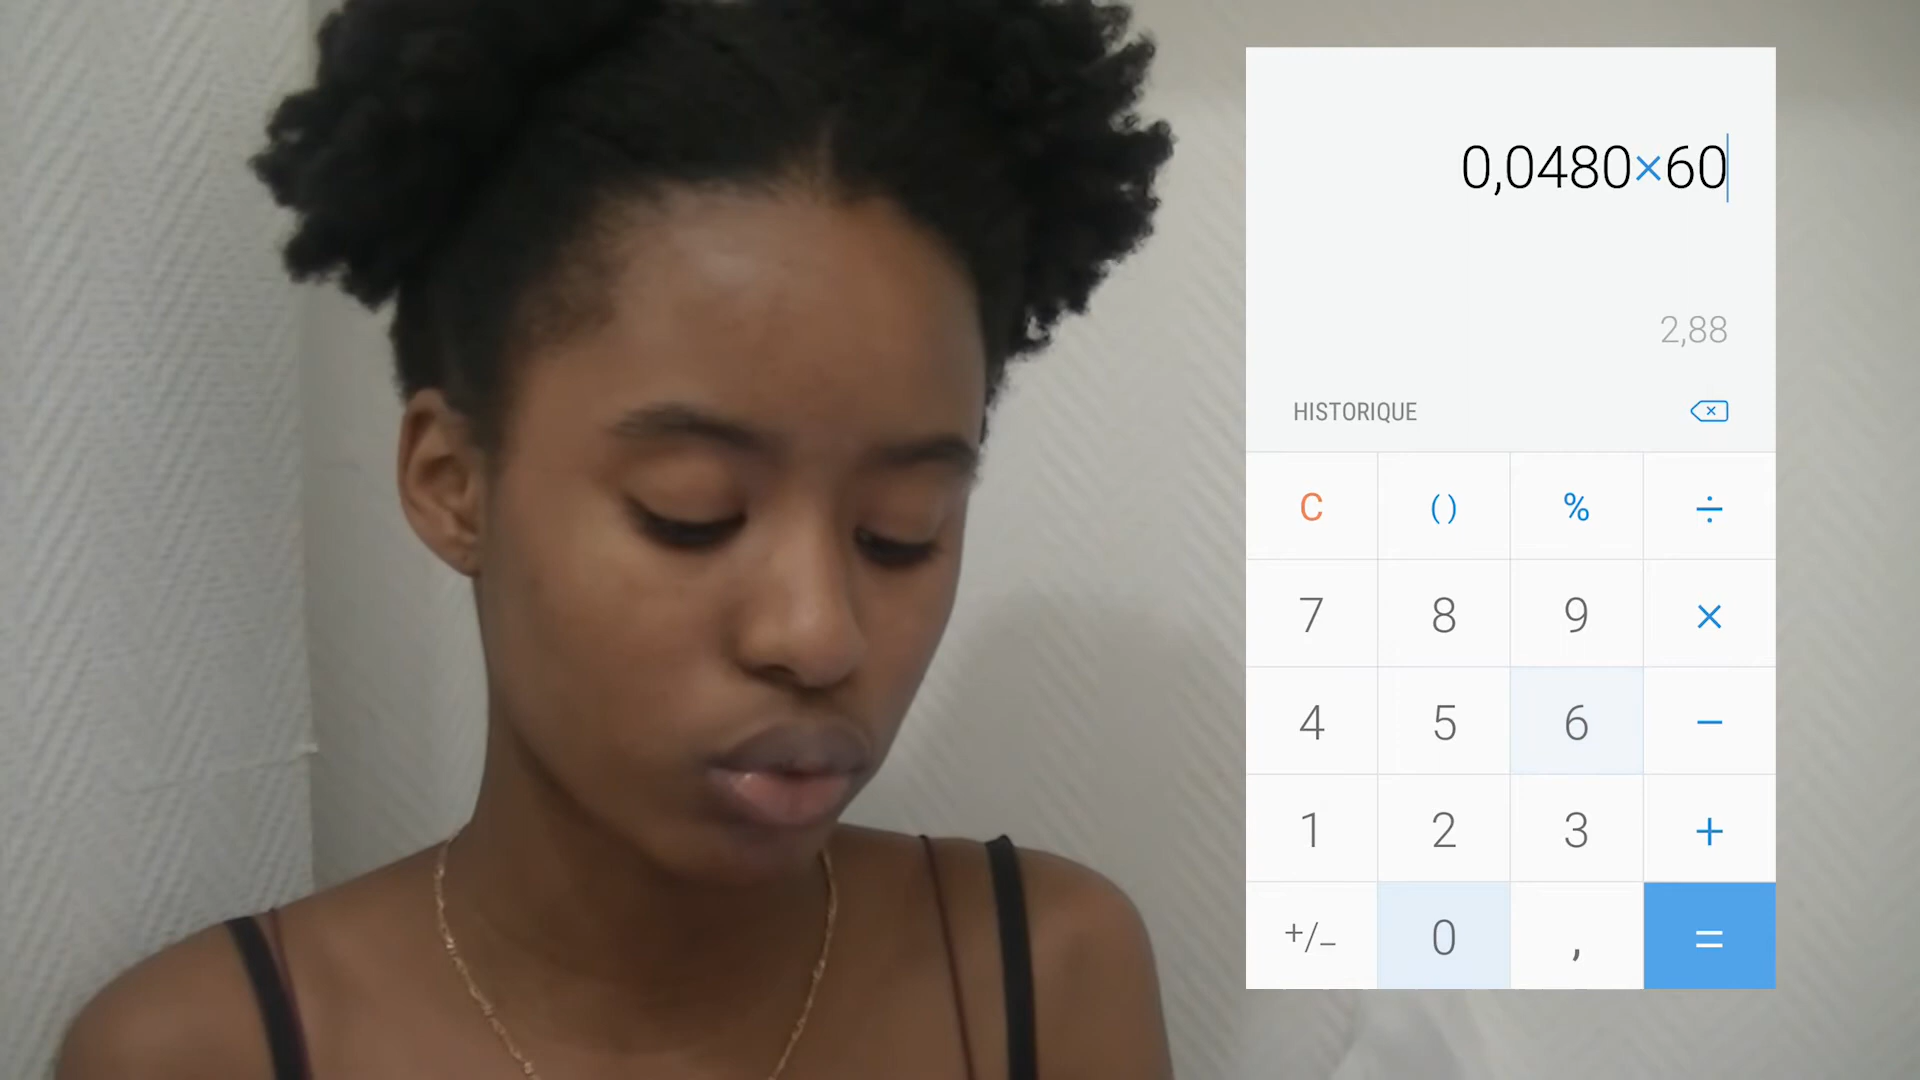 0,0480×60
2,88
HISTORIQUE
C () % ÷
7 8 9 ×
4 5 6 −
1 2 3 +
+/− 0 , =